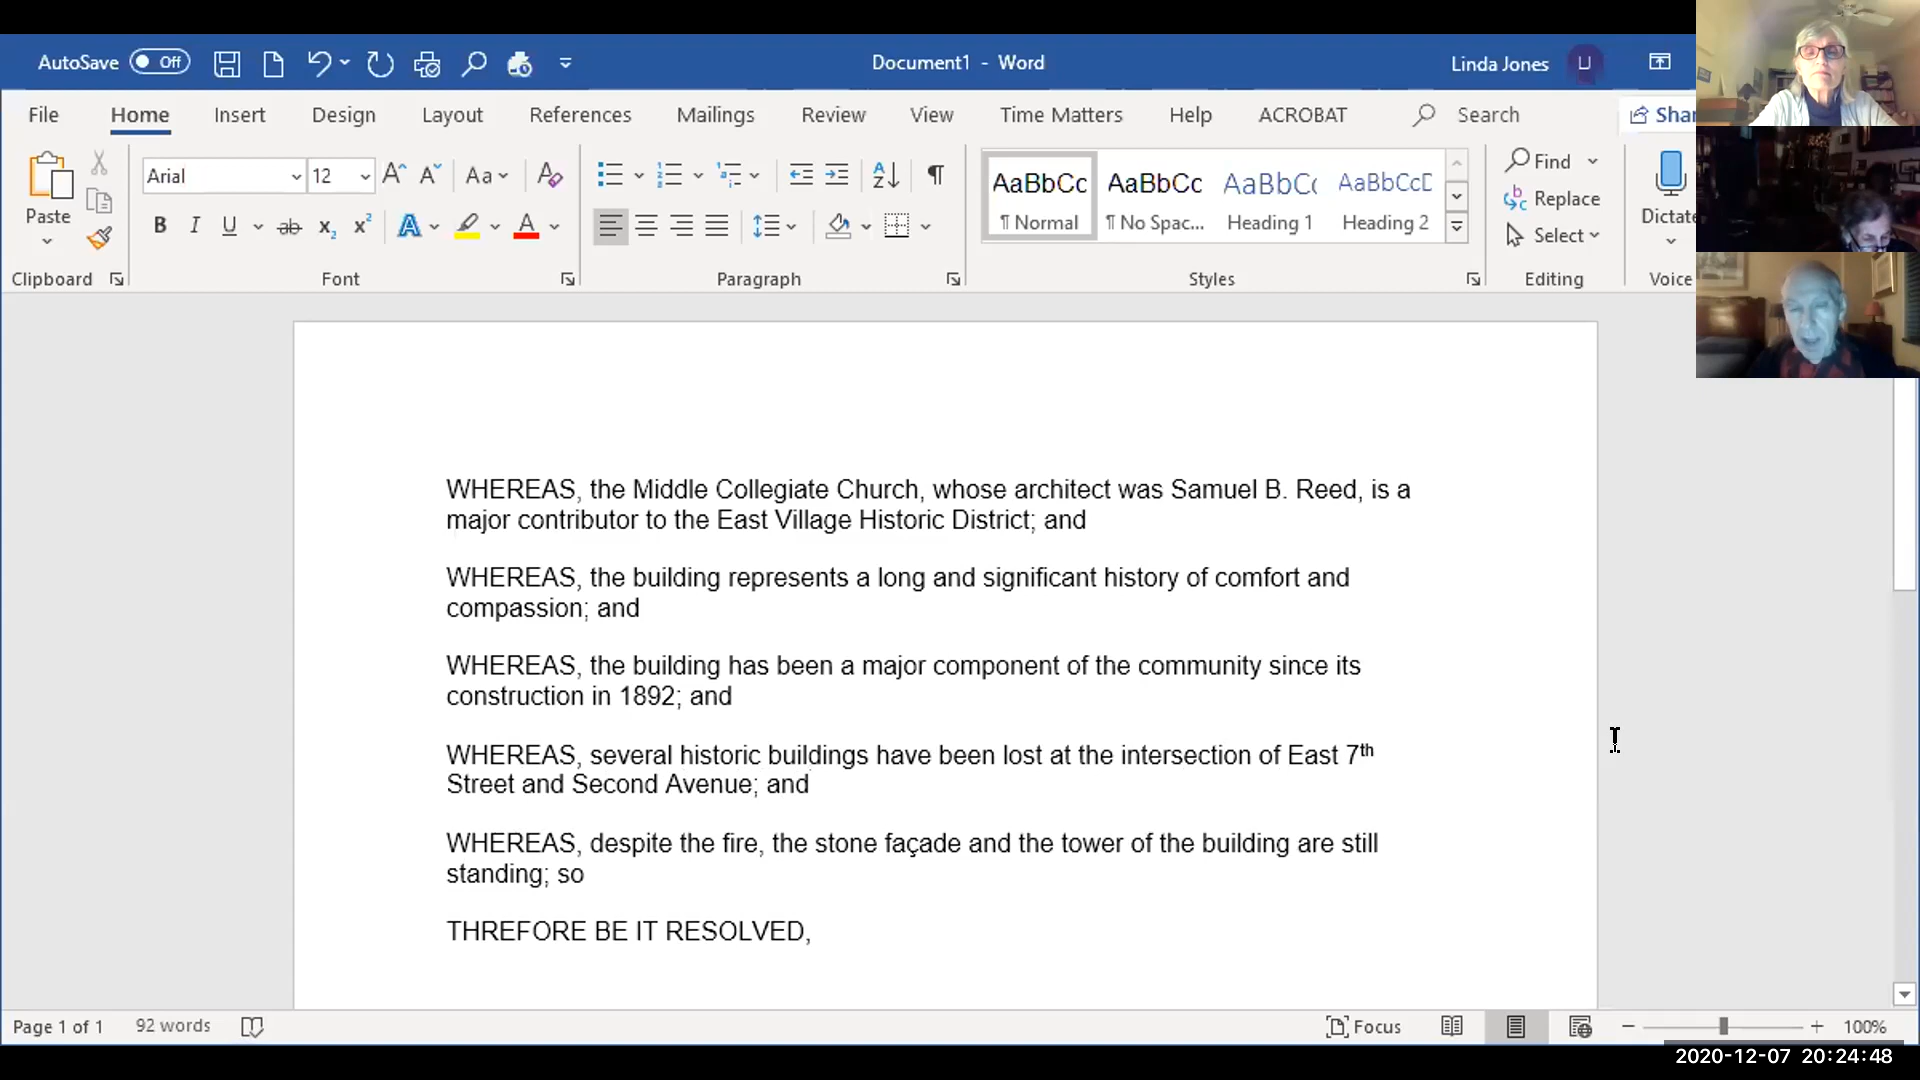 AutoSave Off Document1 - Word Linda Jones LJ
File Home Insert Design Layout References Mailings Review View Time Matters Help ACROBAT Search
Paste Arial 12 Aa AaBbCc AaBbCc AaBbC AaBbCcD Find
¶ Normal ¶ No Spac... Heading 1 Heading 2 Replace Dictate
B I U ab x₂ x² A A Select
Clipboard Font Paragraph Styles Editing Voice
WHEREAS, the Middle Collegiate Church, whose architect was Samuel B. Reed, is a
major contributor to the East Village Historic District; and
WHEREAS, the building represents a long and significant history of comfort and
compassion; and
WHEREAS, the building has been a major component of the community since its
construction in 1892; and
WHEREAS, several historic buildings have been lost at the intersection of East 7th
Street and Second Avenue; and
WHEREAS, despite the fire, the stone façade and the tower of the building are still
standing; so
THREFORE BE IT RESOLVED,
Page 1 of 1 92 words Focus 100%
2020-12-07 20:24:48